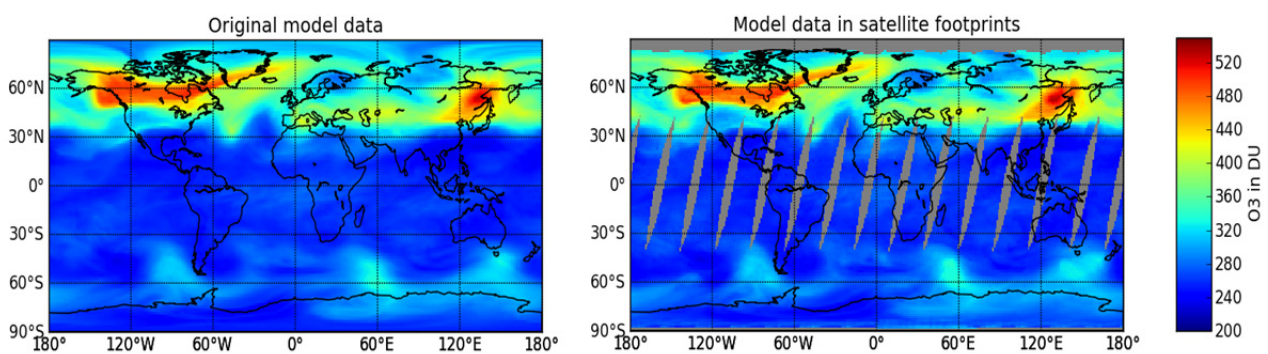 Original model data
60°N
30°N
0°
30°S
60°S
90°S
180° 120°W 60°W 0° 60°E 120°E 180°
Model data in satellite footprints
60°N
30°N
0°
30°S
60°S
90°S
180° 120°W 60°W 0° 60°E 120°E 180°
520
480
440
400
360
320
280
240
200
O3 in DU